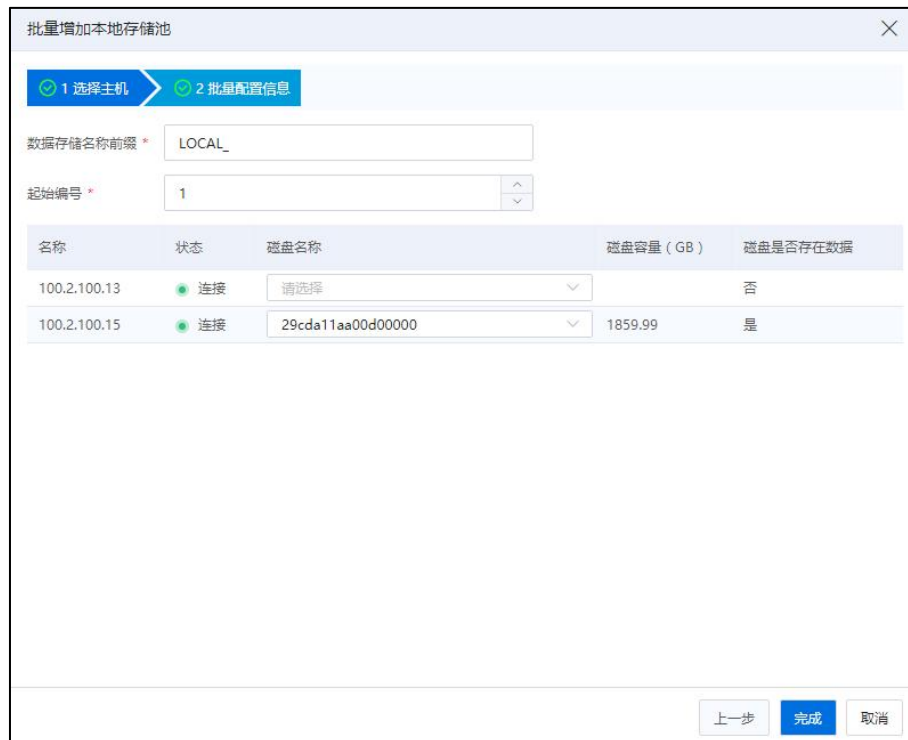 批量增加本地存储池
1 选择主机 2 批量配置信息
数据存储名称前缀 * LOCAL_
起始编号 * 1
名称 状态 磁盘名称 磁盘容量 ( GB ) 磁盘是否存在数据
100.2.100.13 连接 请选择 否
100.2.100.15 连接 29cda11aa00d00000 1859.99 是
上一步 完成 取消